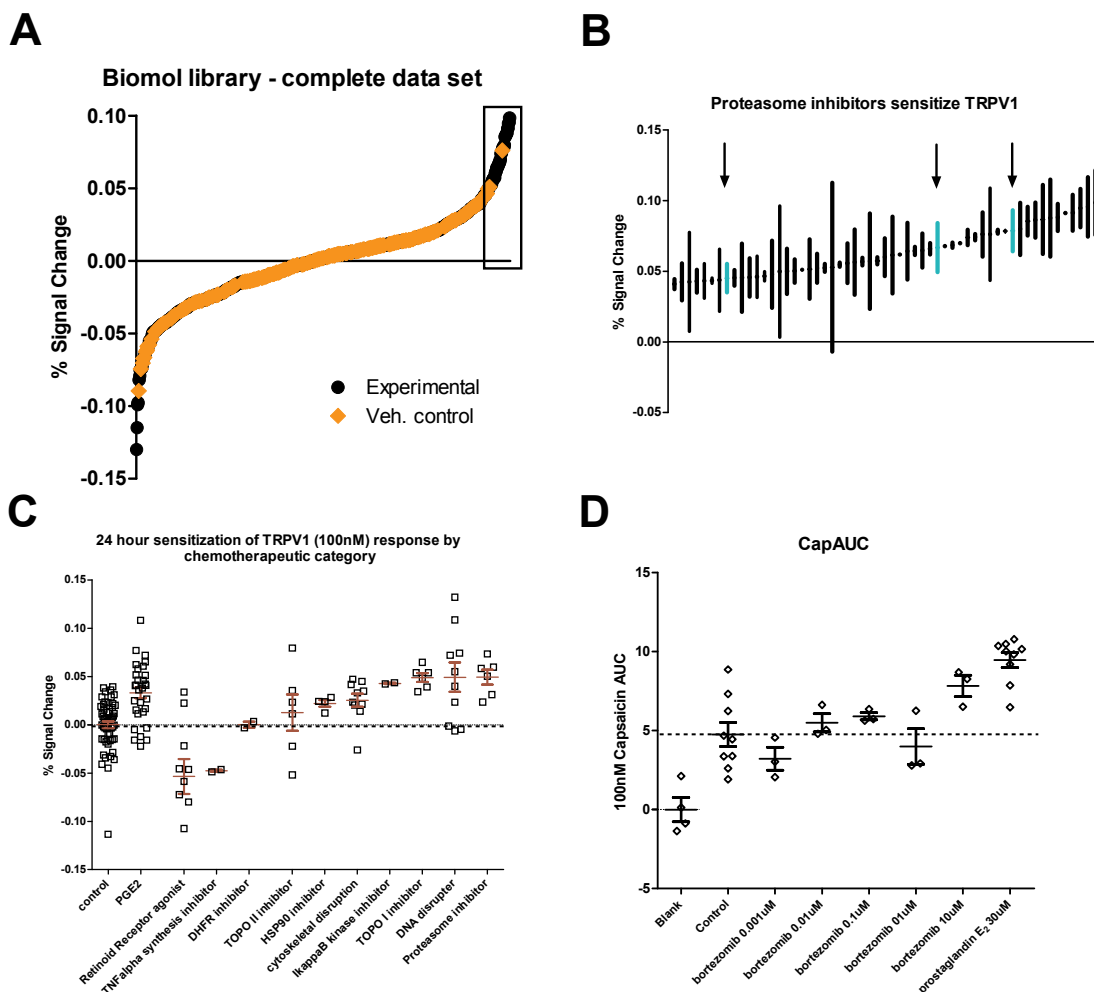 A
Biomol library - complete data set
% Signal Change
0.10
0.05
0.00
-0.05
-0.10
-0.15
Experimental
Veh. control
B
Proteasome inhibitors sensitize TRPV1
% Signal Change
0.15
0.10
0.05
0.00
-0.05
C
24 hour sensitization of TRPV1 (100nM) response by
chemotherapeutic category
% Signal Change
0.15
0.10
0.05
0.00
-0.05
-0.10
-0.15
control
PGE2
Retinoid Receptor agonist
TNFalpha synthesis inhibitor
DHFR inhibitor
TOPO II inhibitor
HSP90 inhibitor
cytoskeletal disruption
IkappaB kinase inhibitor
TOPO I inhibitor
DNA disrupter
Proteasome inhibitor
D
CapAUC
100nM Capsaicin AUC
15
10
5
0
-5
Blank
Control
bortezomib 0.001uM
bortezomib 0.01uM
bortezomib 0.1uM
bortezomib 01uM
bortezomib 10uM
prostaglandin E2 30uM